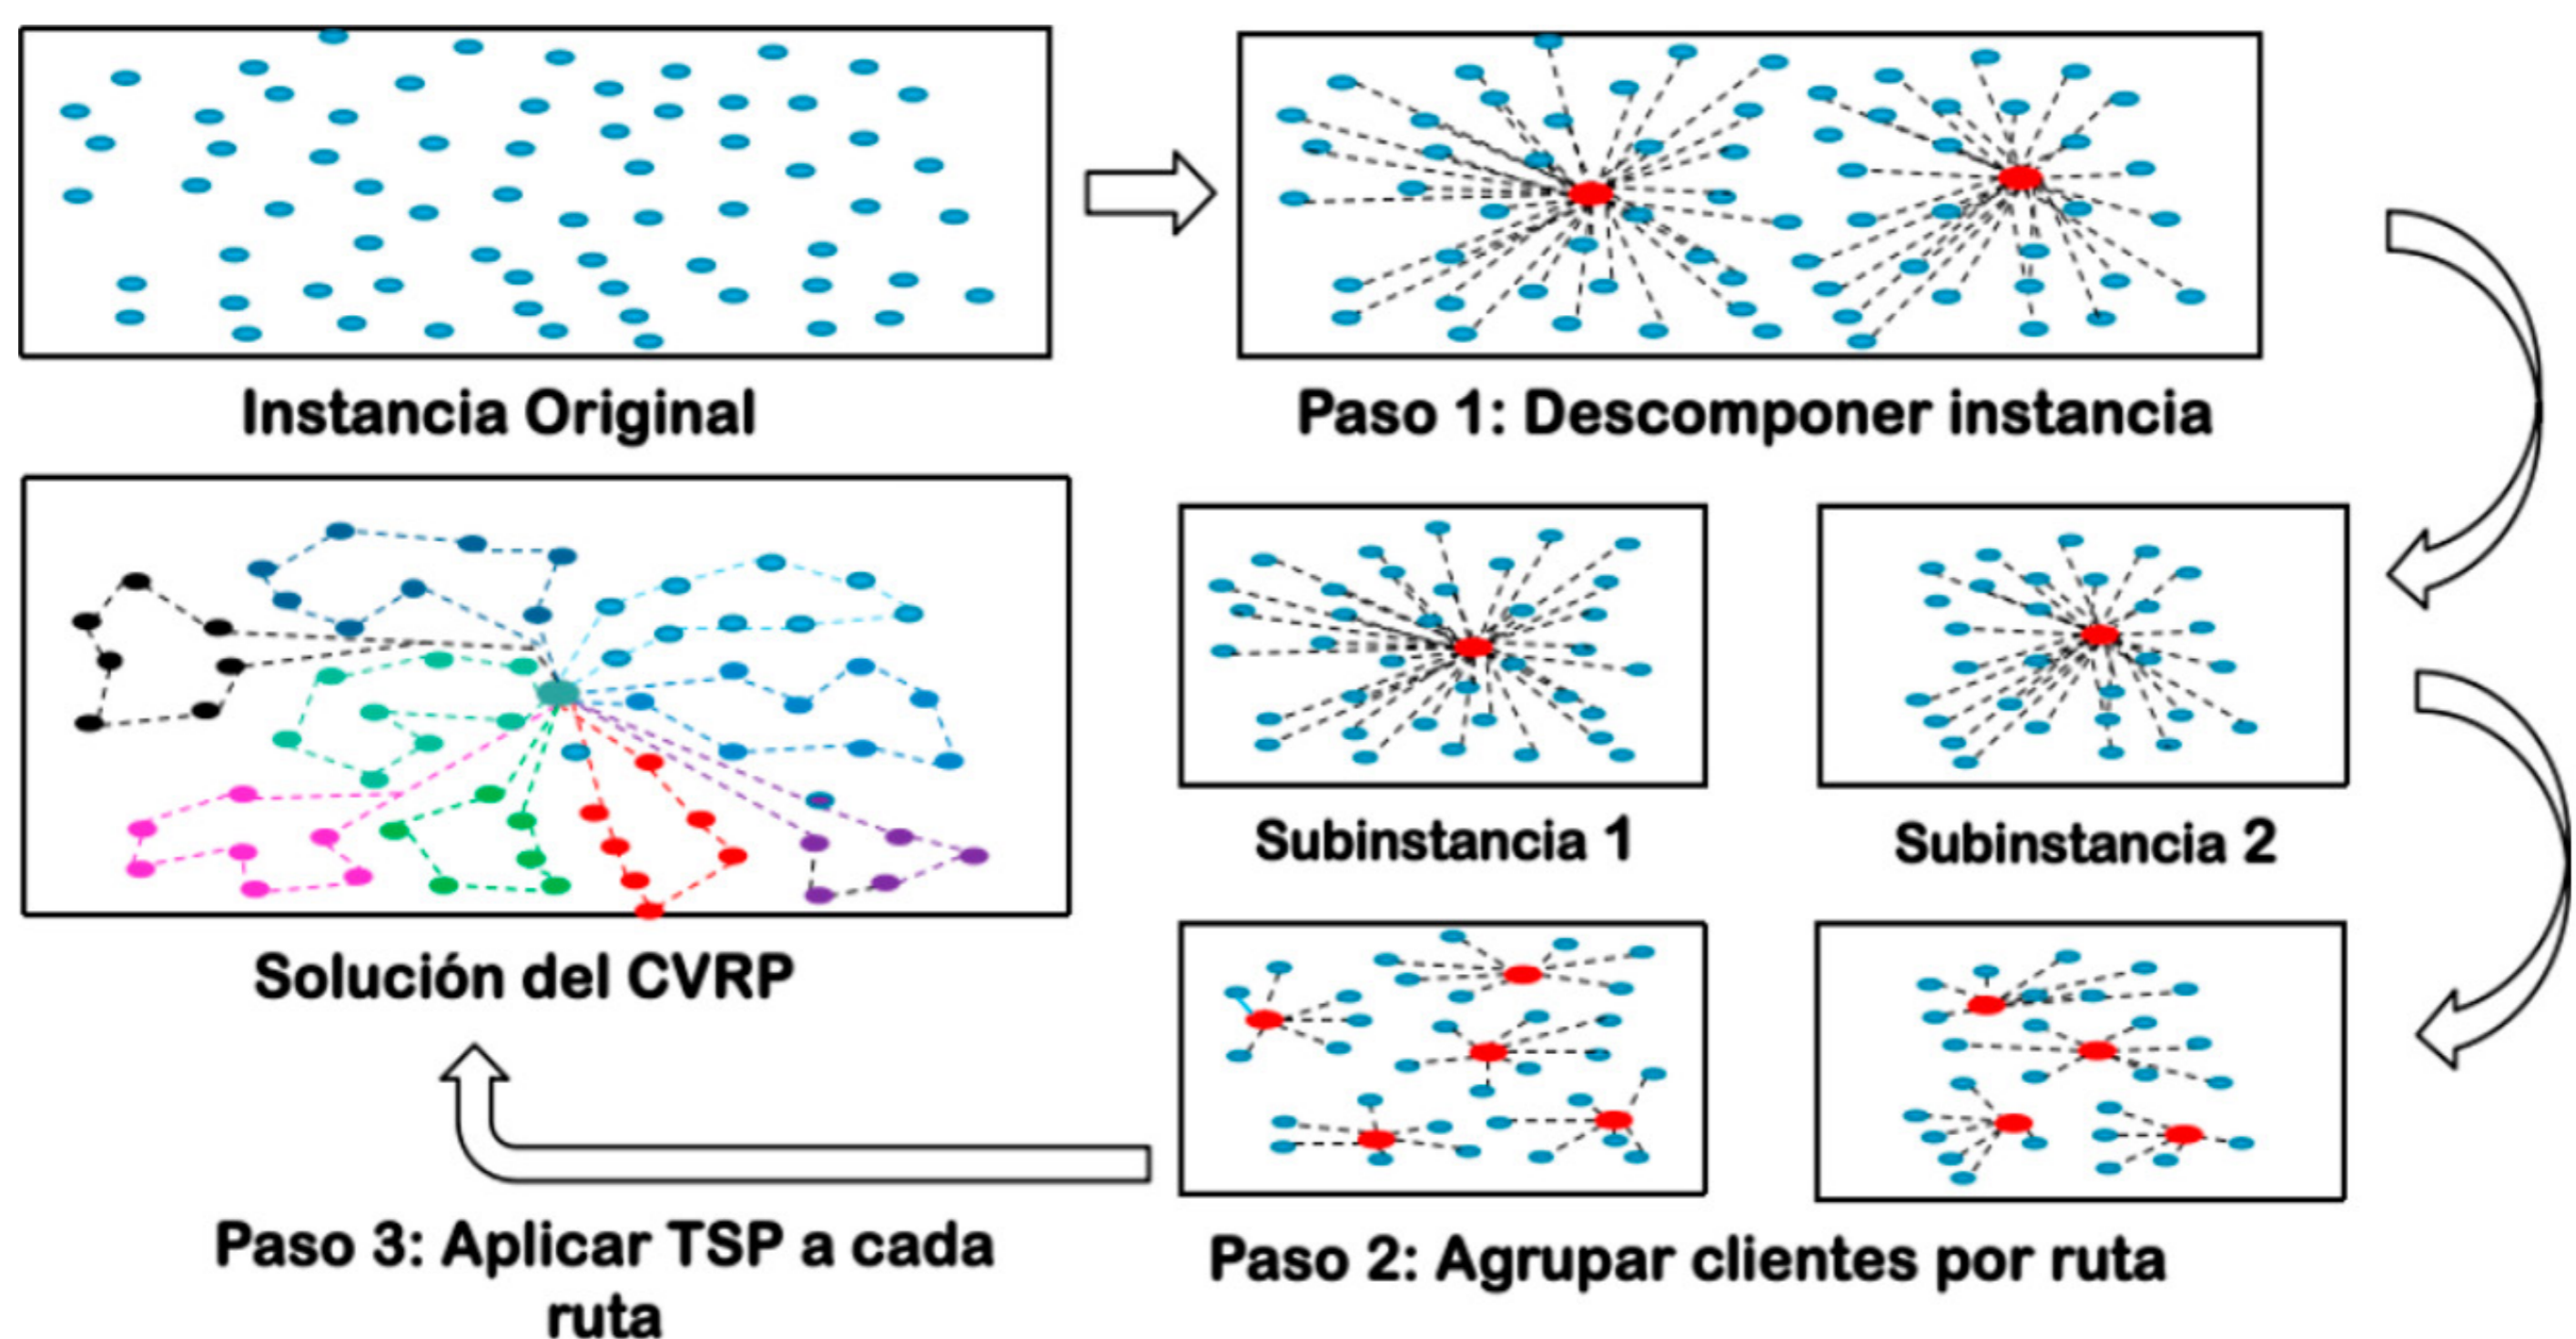 Instancia Original
Paso 1: Descomponer instancia
Subinstancia 1
Subinstancia 2
Paso 2: Agrupar clientes por ruta
Paso 3: Aplicar TSP a cada
ruta
Solución del CVRP